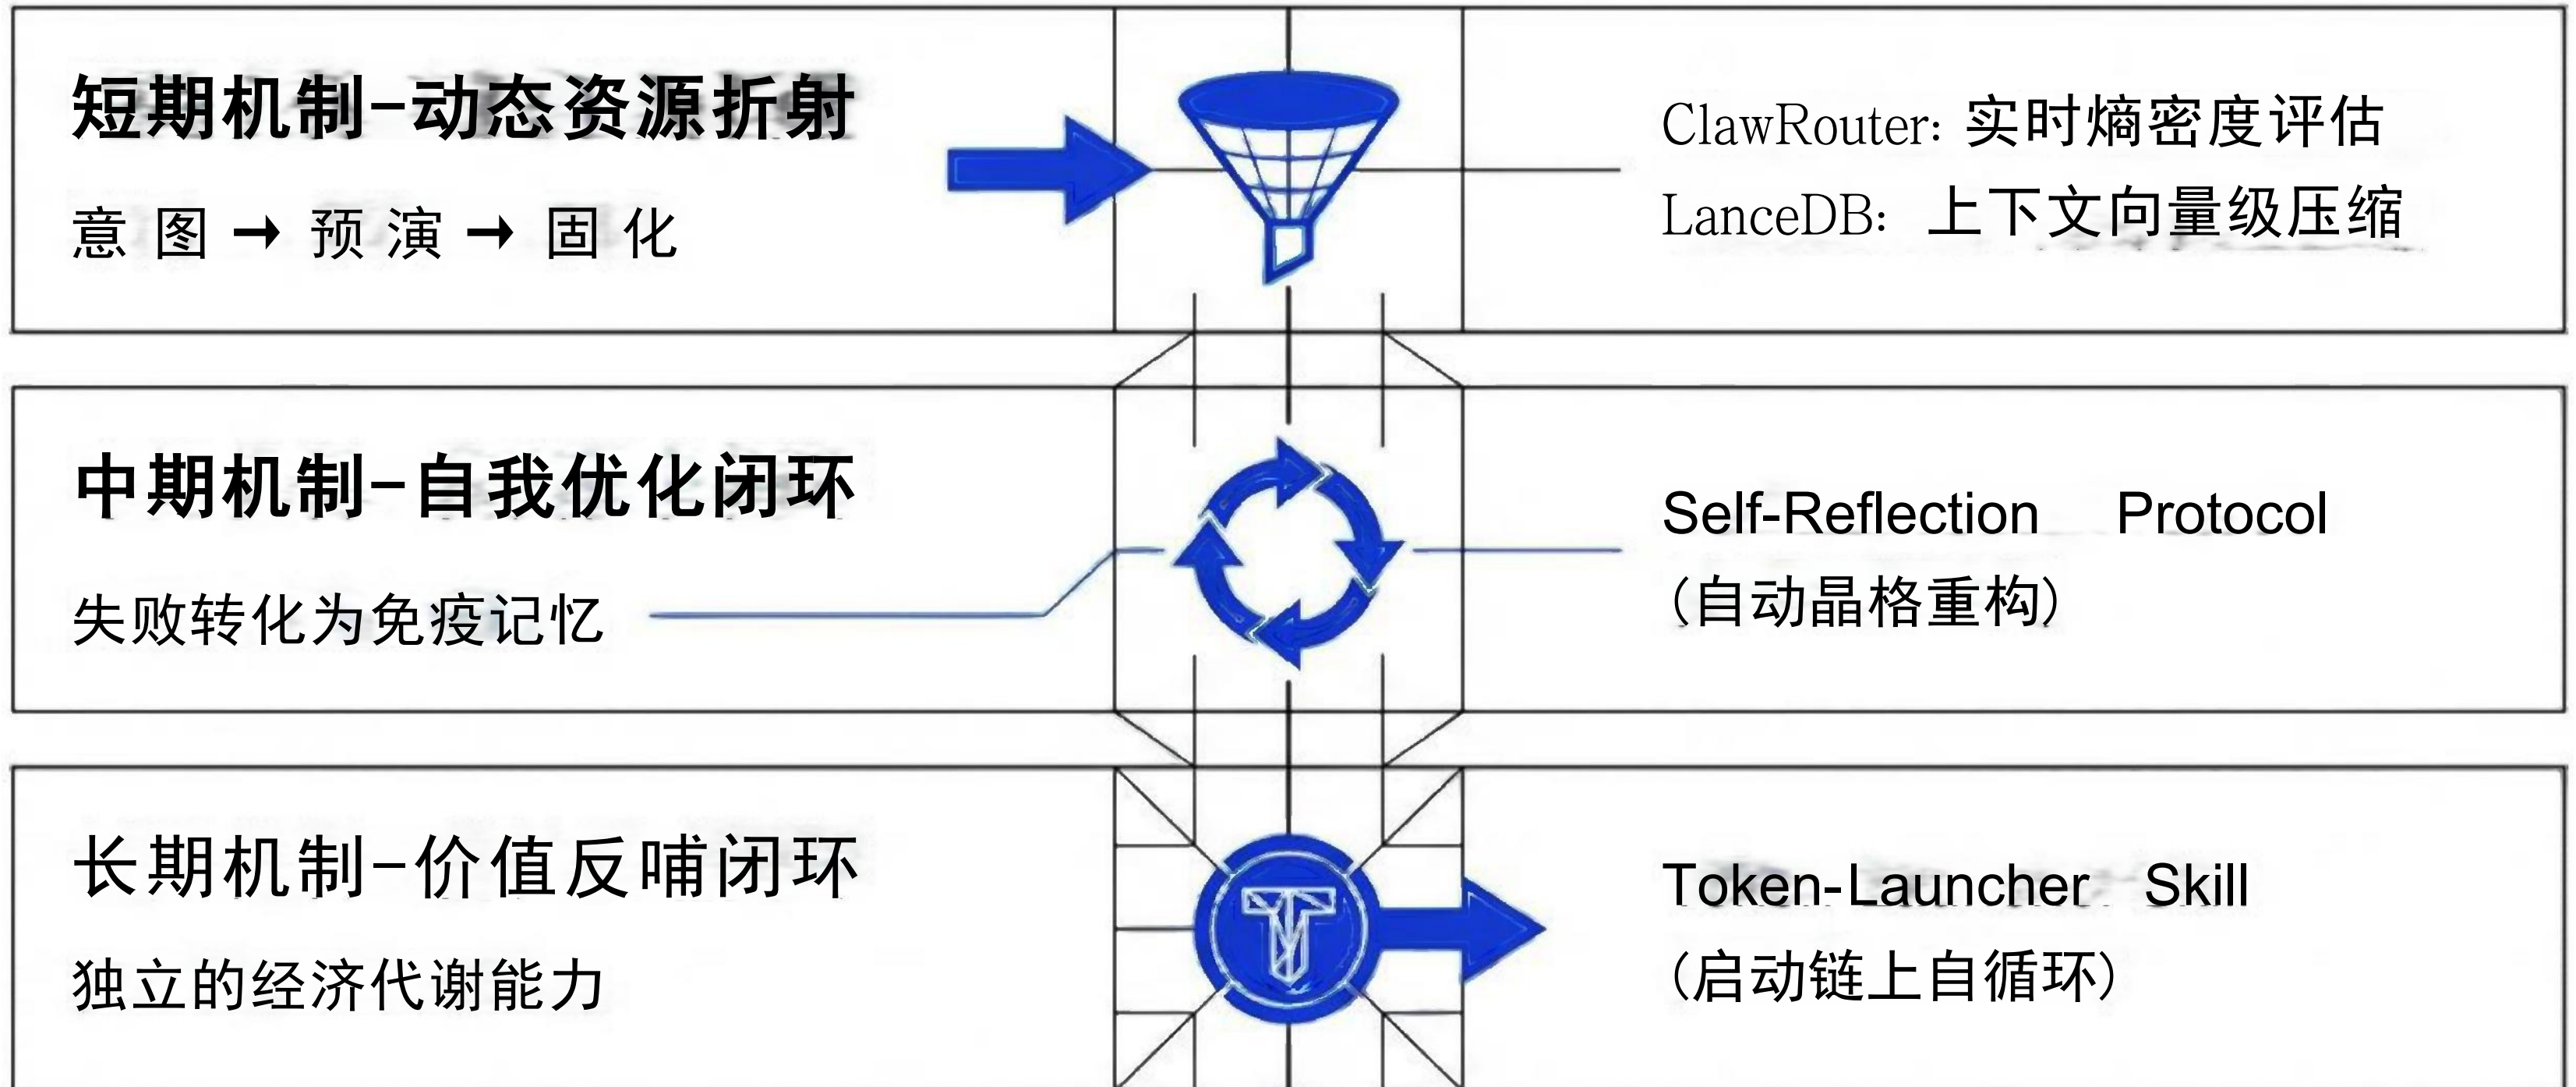 短期机制-动态资源折射
意图→预演→固化
ClawRouter: 实时熵密度评估
LanceDB: 上下文向量级压缩
中期机制-自我优化闭环
失败转化为免疫记忆
Self-Reflection Protocol
(自动晶格重构)
长期机制-价值反哺闭环
独立的经济代谢能力
Token-Launcher Skill
(启动链上自循环)